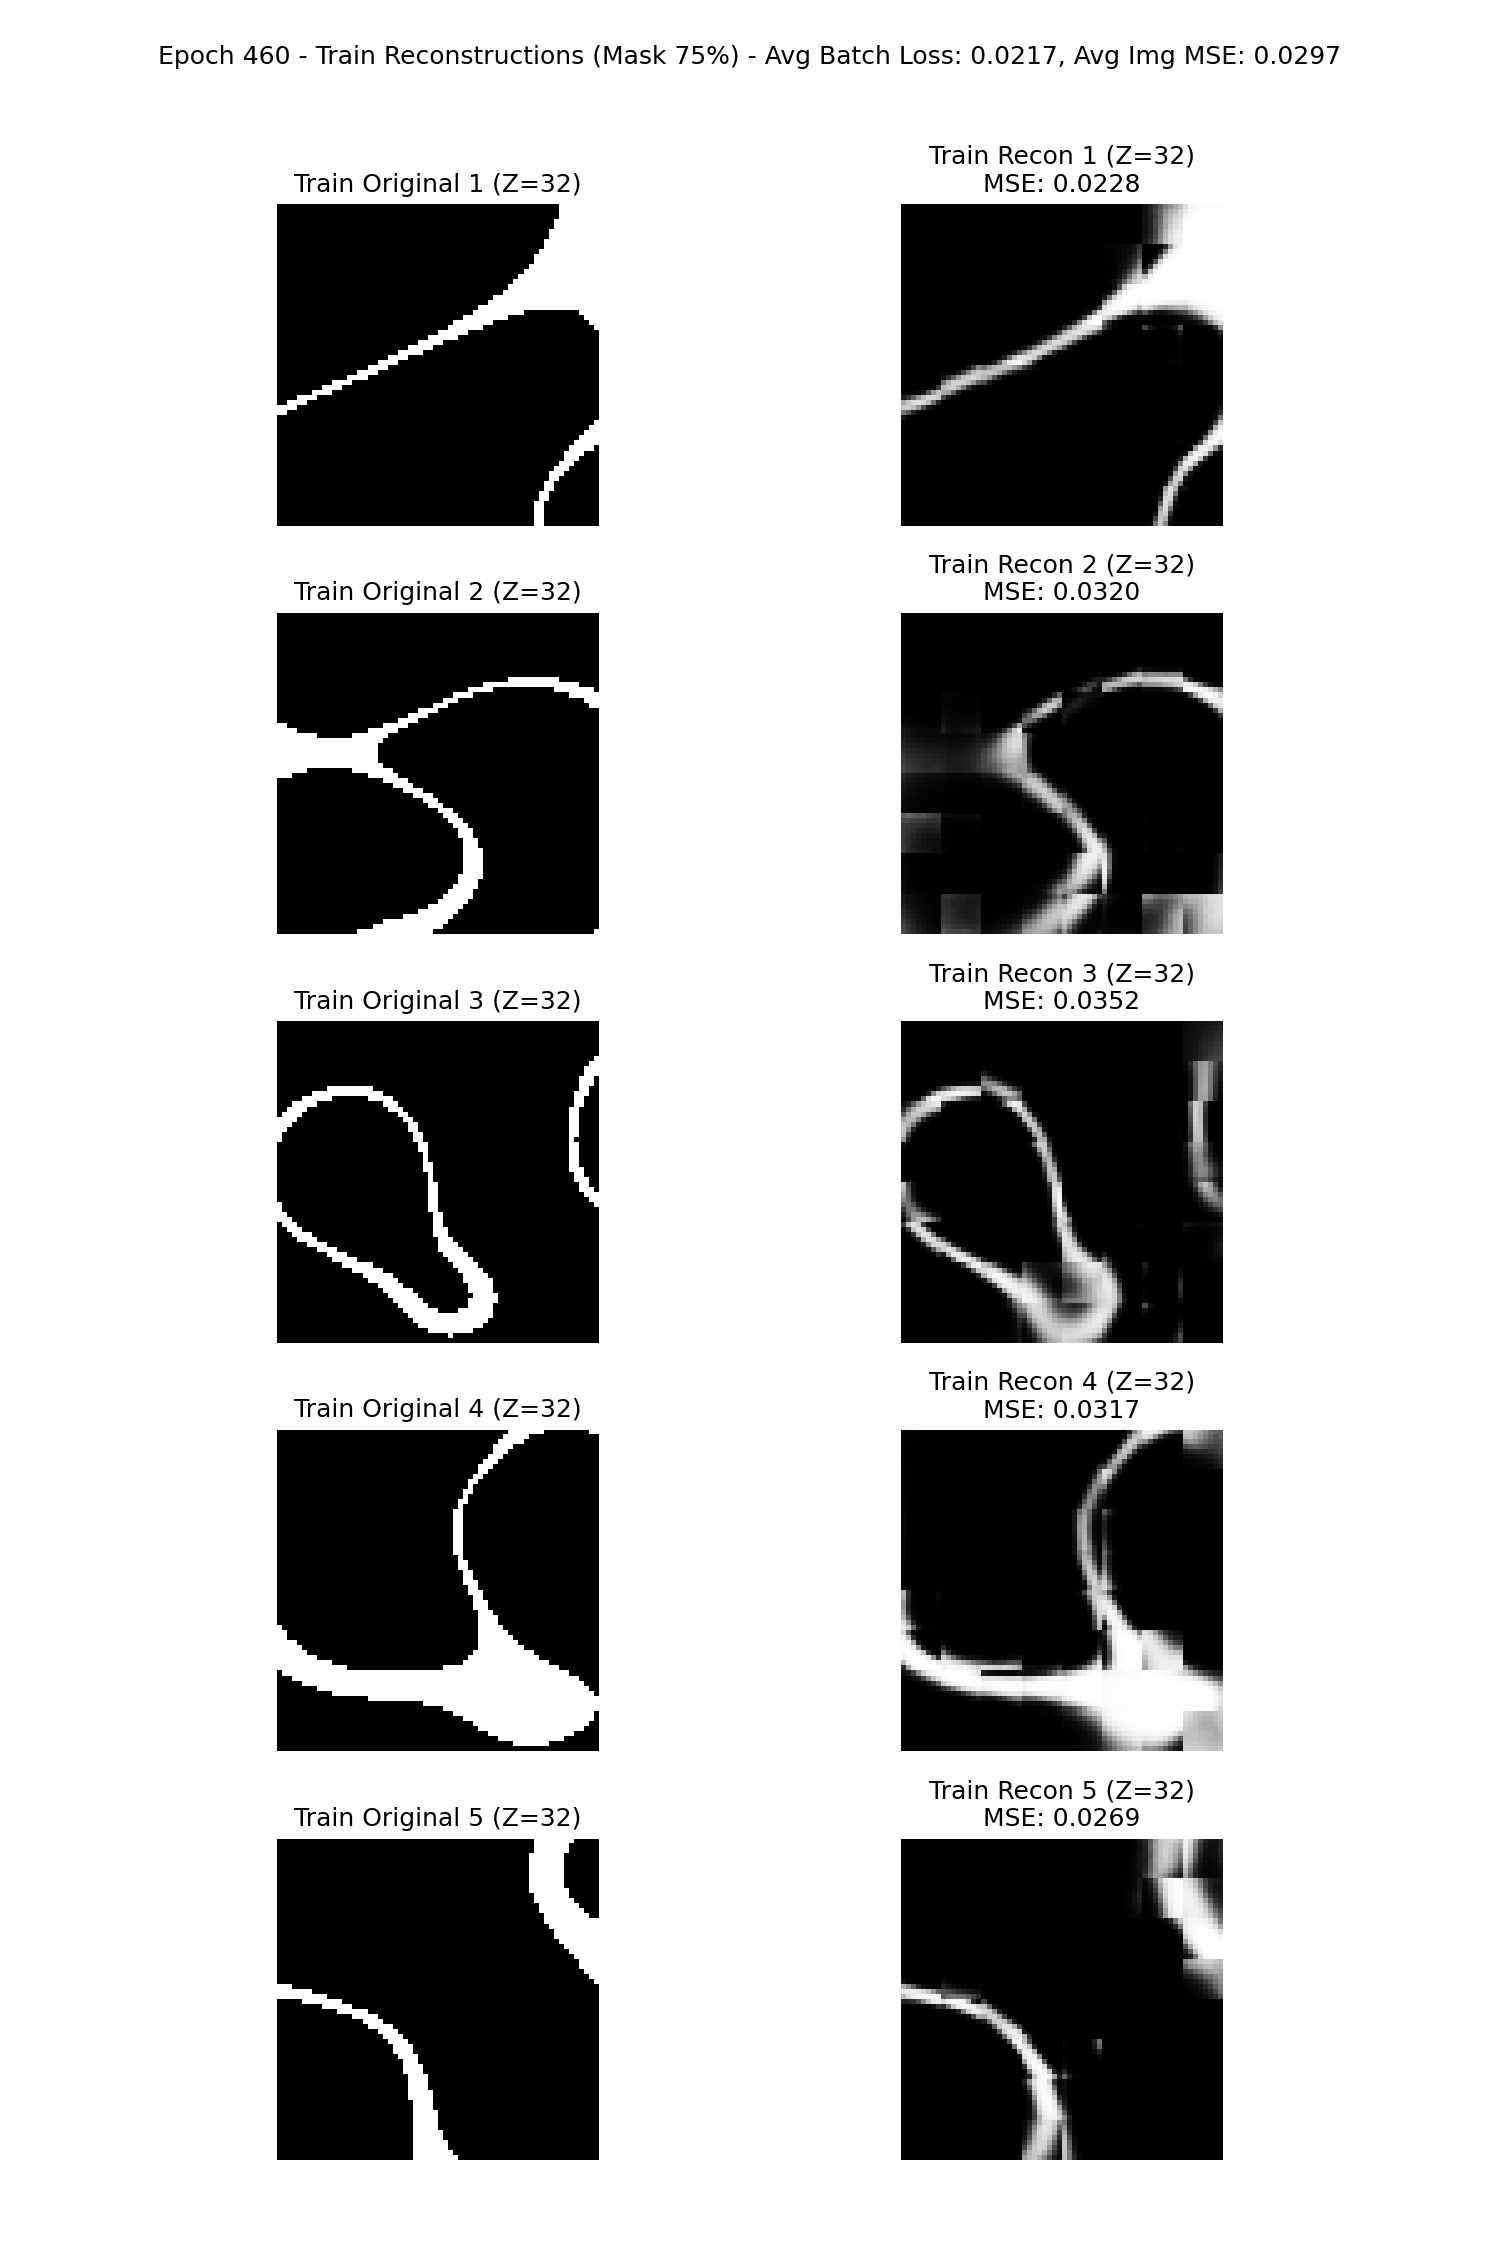 Epoch 460 - Train Reconstructions (Mask 75%) - Avg Batch Loss: 0.0217, Avg Img MSE: 0.0297
Train Original 1 (Z=32)
Train Recon 1 (Z=32)
MSE: 0.0228
Train Original 2 (Z=32)
Train Recon 2 (Z=32)
MSE: 0.0320
Train Original 3 (Z=32)
Train Recon 3 (Z=32)
MSE: 0.0352
Train Original 4 (Z=32)
Train Recon 4 (Z=32)
MSE: 0.0317
Train Original 5 (Z=32)
Train Recon 5 (Z=32)
MSE: 0.0269